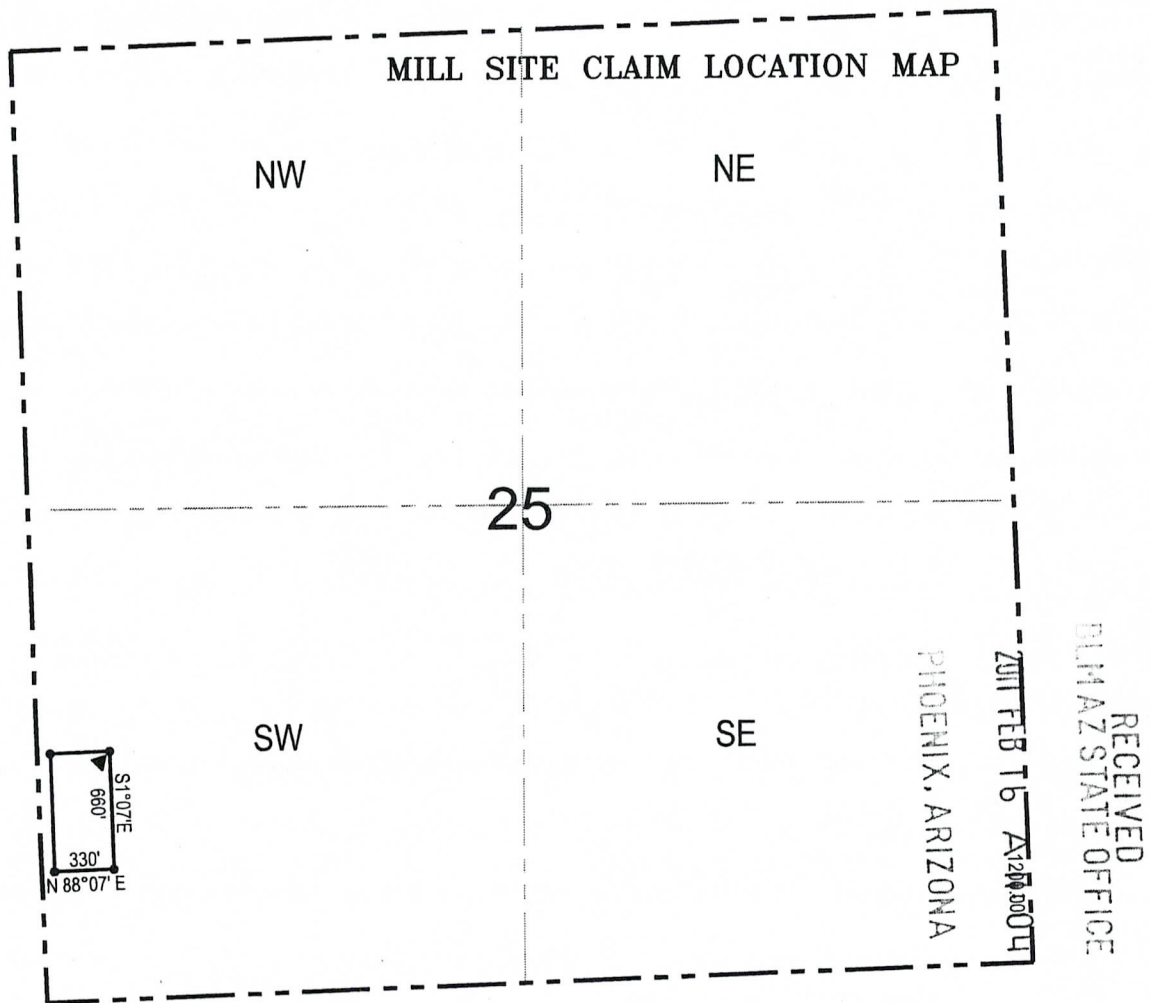 MILL SITE CLAIM LOCATION MAP
NW
NE
25
SW
SE
S1°07'E
660'
330'
N 88°07' E
RECEIVED
BLM AZ STATE OFFICE
2011 FEB 16 A
PHOENIX, ARIZONA